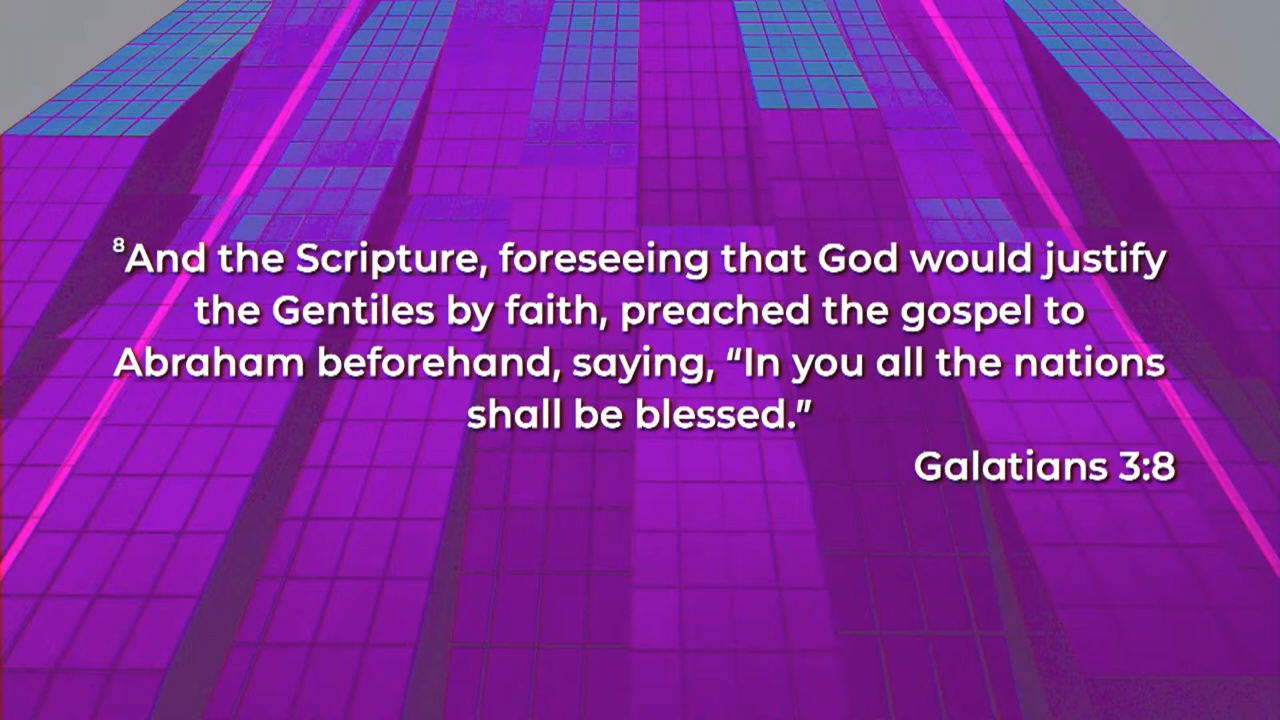 ⁸And the Scripture, foreseeing that God would justify
the Gentiles by faith, preached the gospel to
Abraham beforehand, saying, “In you all the nations
shall be blessed.”
Galatians 3:8